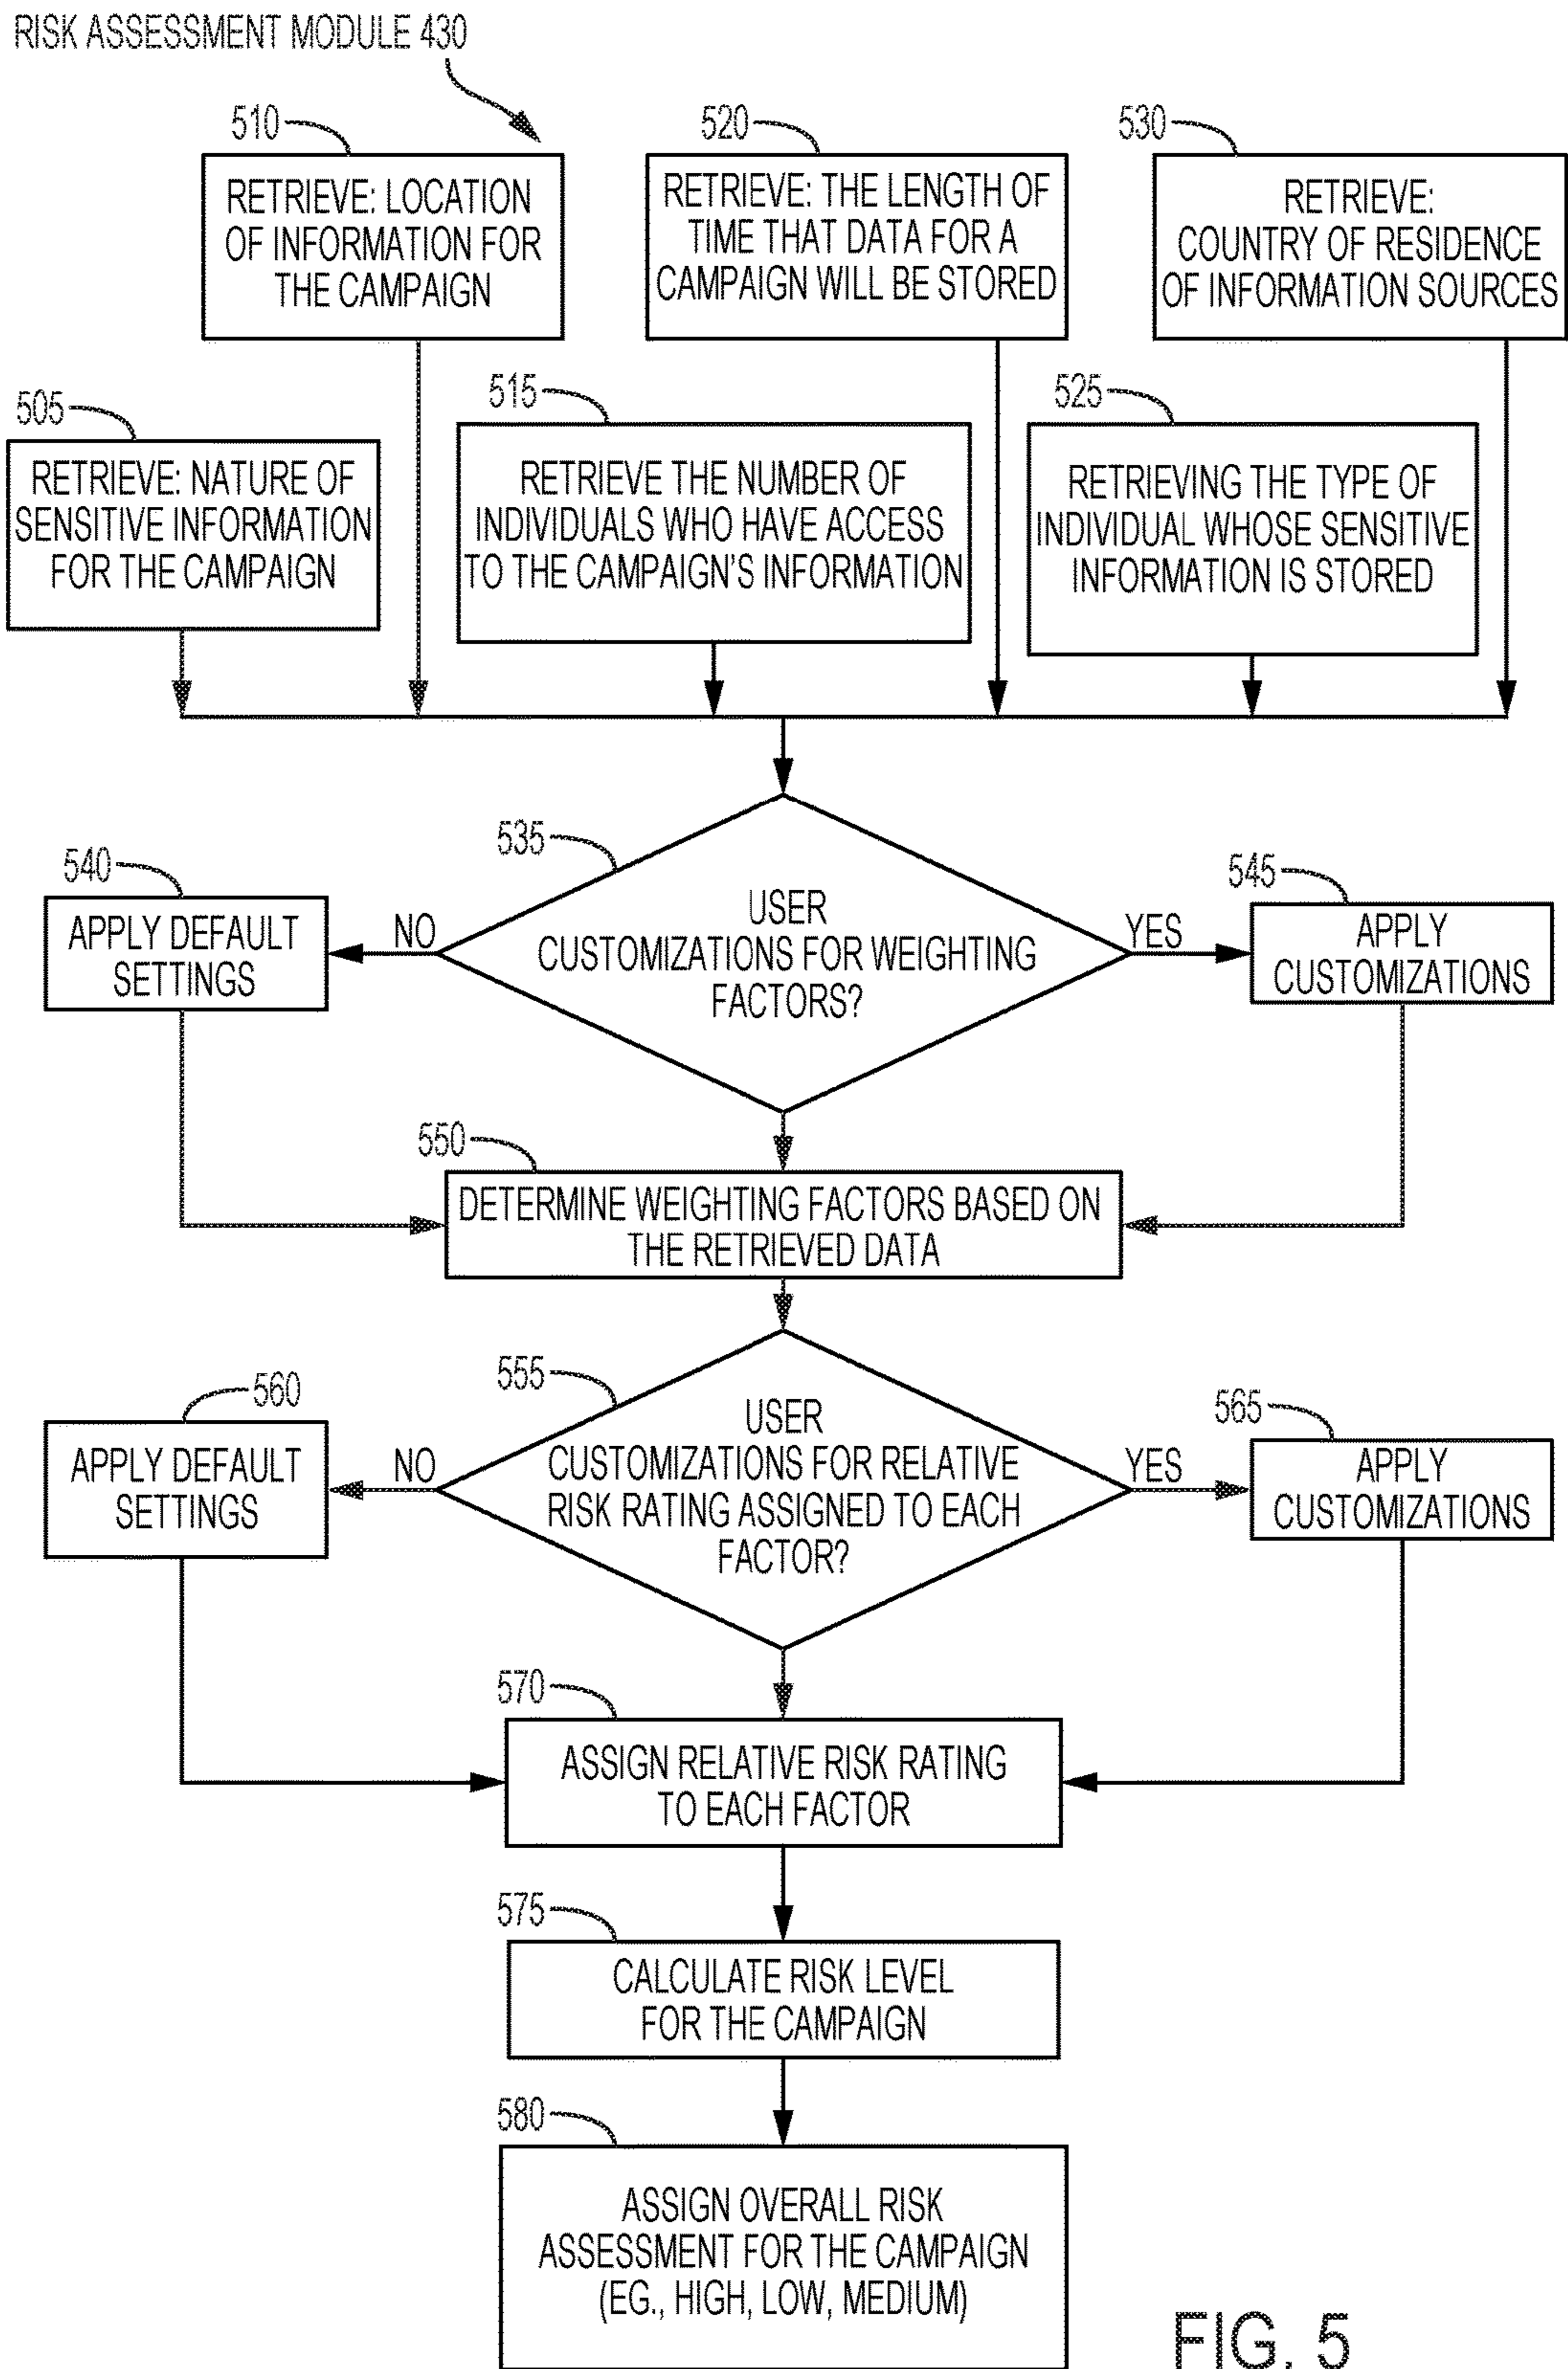 RISK ASSESSMENT MODULE 430
510
RETRIEVE: LOCATION
OF INFORMATION FOR
THE CAMPAIGN
520
RETRIEVE: THE LENGTH OF
TIME THAT DATA FOR A
CAMPAIGN WILL BE STORED
530
RETRIEVE:
COUNTRY OF RESIDENCE
OF INFORMATION SOURCES
505
RETRIEVE: NATURE OF
SENSITIVE INFORMATION
FOR THE CAMPAIGN
515
RETRIEVE THE NUMBER OF
INDIVIDUALS WHO HAVE ACCESS
TO THE CAMPAIGN'S INFORMATION
525
RETRIEVING THE TYPE OF
INDIVIDUAL WHOSE SENSITIVE
INFORMATION IS STORED
535
USER
CUSTOMIZATIONS FOR WEIGHTING
FACTORS?
540
NO
APPLY DEFAULT
SETTINGS
545
YES
APPLY
CUSTOMIZATIONS
550
DETERMINE WEIGHTING FACTORS BASED ON
THE RETRIEVED DATA
555
USER
CUSTOMIZATIONS FOR RELATIVE
RISK RATING ASSIGNED TO EACH
FACTOR?
560
NO
APPLY DEFAULT
SETTINGS
565
YES
APPLY
CUSTOMIZATIONS
570
ASSIGN RELATIVE RISK RATING
TO EACH FACTOR
575
CALCULATE RISK LEVEL
FOR THE CAMPAIGN
580
ASSIGN OVERALL RISK
ASSESSMENT FOR THE CAMPAIGN
(EG., HIGH, LOW, MEDIUM)
FIG. 5